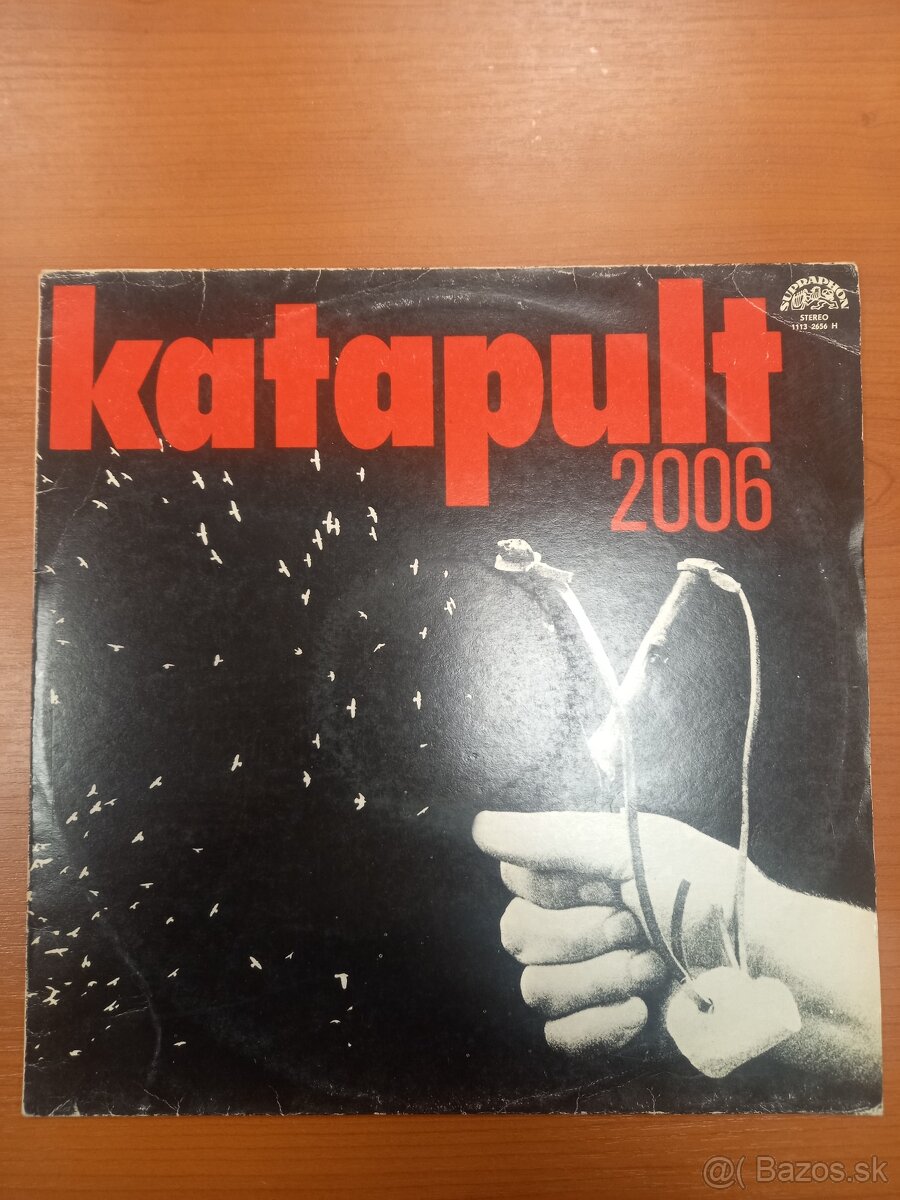 katapult
2006
SUPRAPHON
STEREO
1113 2656 H
@( Bazos.sk